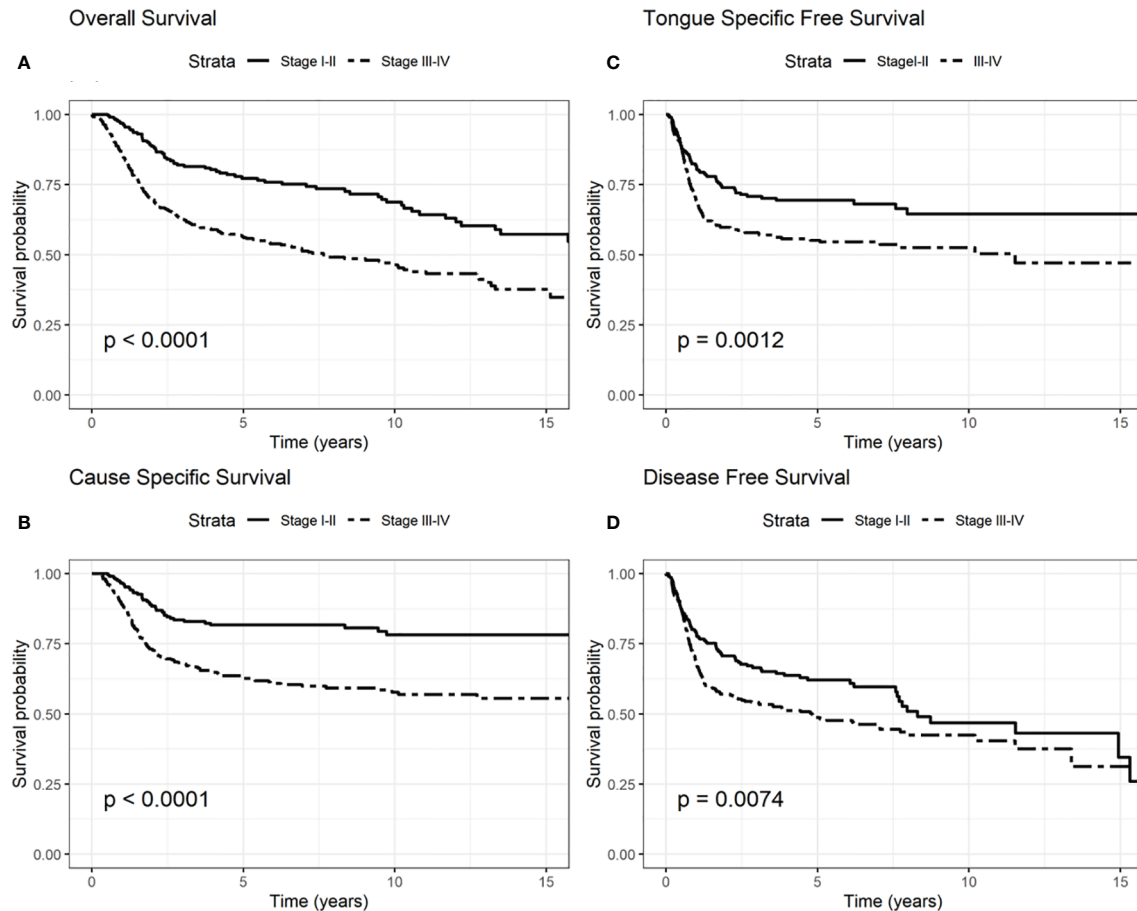 Overall Survival
A
Strata Stage I-II Stage III-IV
Survival probability
1.00
0.75
0.50
0.25
0.00
p < 0.0001
0 5 10 15
Time (years)
Tongue Specific Free Survival
C
Strata StageI-II III-IV
Survival probability
1.00
0.75
0.50
0.25
0.00
p = 0.0012
0 5 10 15
Time (years)
Cause Specific Survival
B
Strata Stage I-II Stage III-IV
Survival probability
1.00
0.75
0.50
0.25
0.00
p < 0.0001
0 5 10 15
Time (years)
Disease Free Survival
D
Strata Stage I-II Stage III-IV
Survival probability
1.00
0.75
0.50
0.25
0.00
p = 0.0074
0 5 10 15
Time (years)